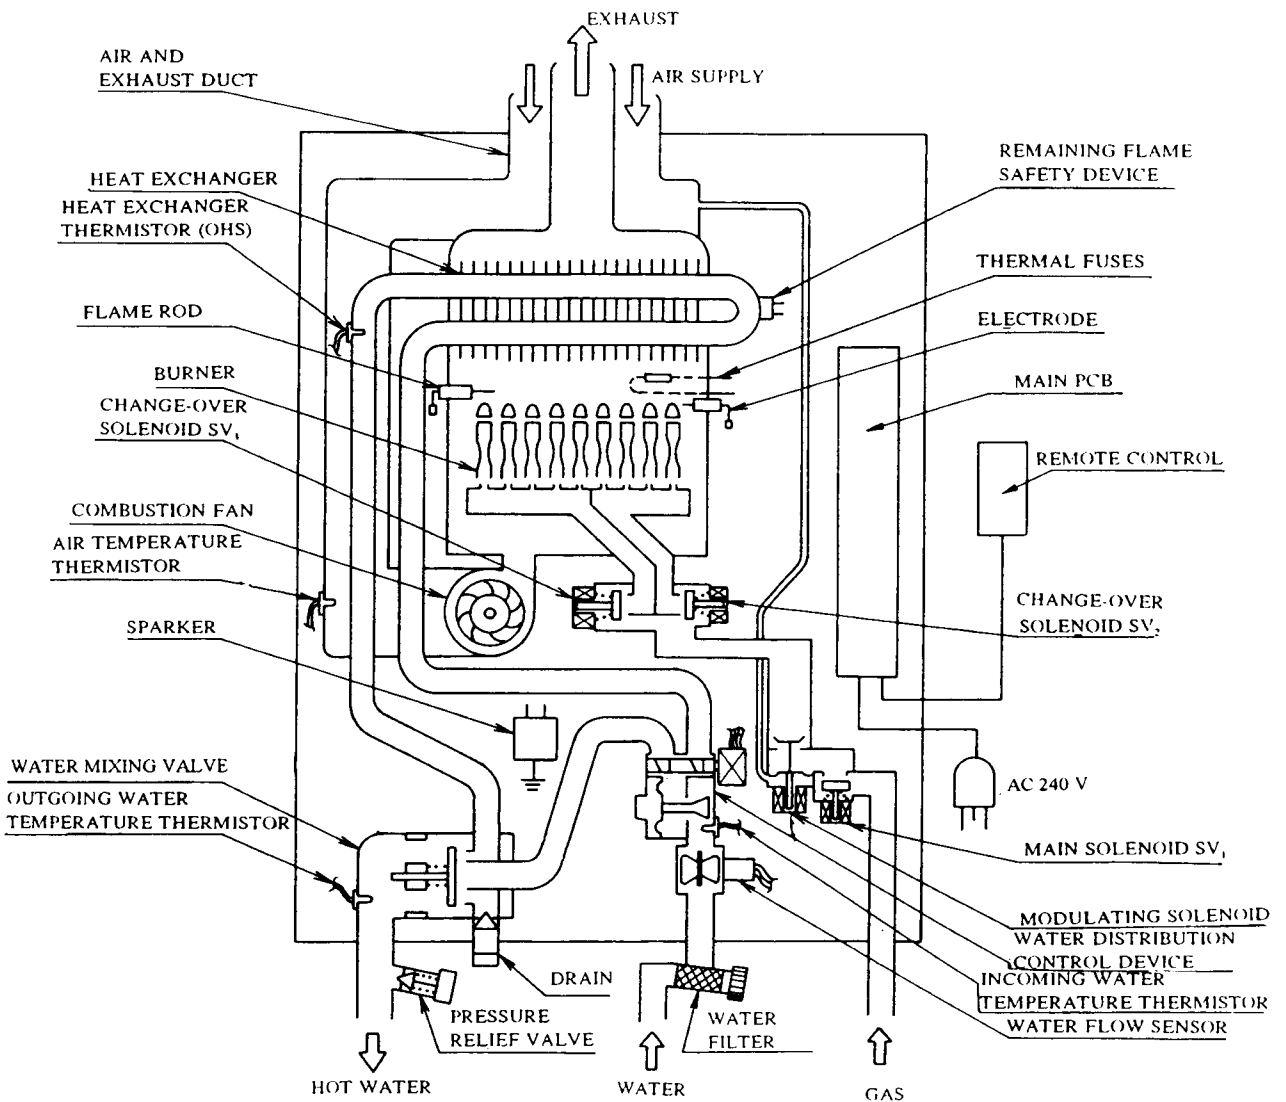 EXHAUST
AIR AND
EXHAUST DUCT
AIR SUPPLY
REMAINING FLAME
SAFETY DEVICE
HEAT EXCHANGER
HEAT EXCHANGER
THERMISTOR (OHS)
THERMAL FUSES
FLAME ROD
ELECTRODE
BURNER
MAIN PCB
CHANGE-OVER
SOLENOID SV₁
REMOTE CONTROL
COMBUSTION FAN
AIR TEMPERATURE
THERMISTOR
CHANGE-OVER
SOLENOID SV₂
SPARKER
WATER MIXING VALVE
OUTGOING WATER
TEMPERATURE THERMISTOR
AC 240 V
MAIN SOLENOID SV₁
MODULATING SOLENOID
WATER DISTRIBUTION
CONTROL DEVICE
INCOMING WATER
TEMPERATURE THERMISTOR
WATER FLOW SENSOR
DRAIN
PRESSURE
RELIEF VALVE
WATER
FILTER
HOT WATER
WATER
GAS